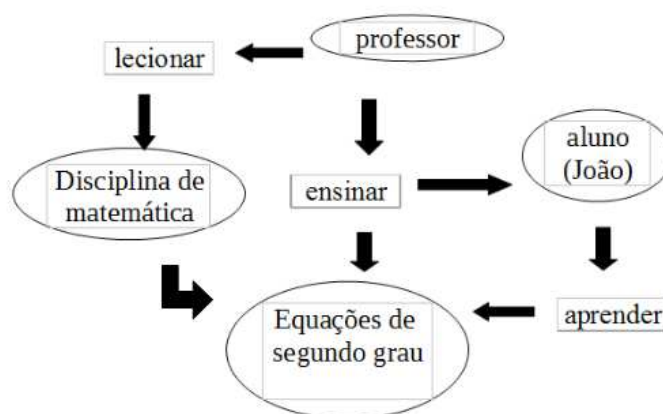 professor
lecionar
aluno
(João)
Disciplina de
matemática
ensinar
Equações de
segundo grau
aprender